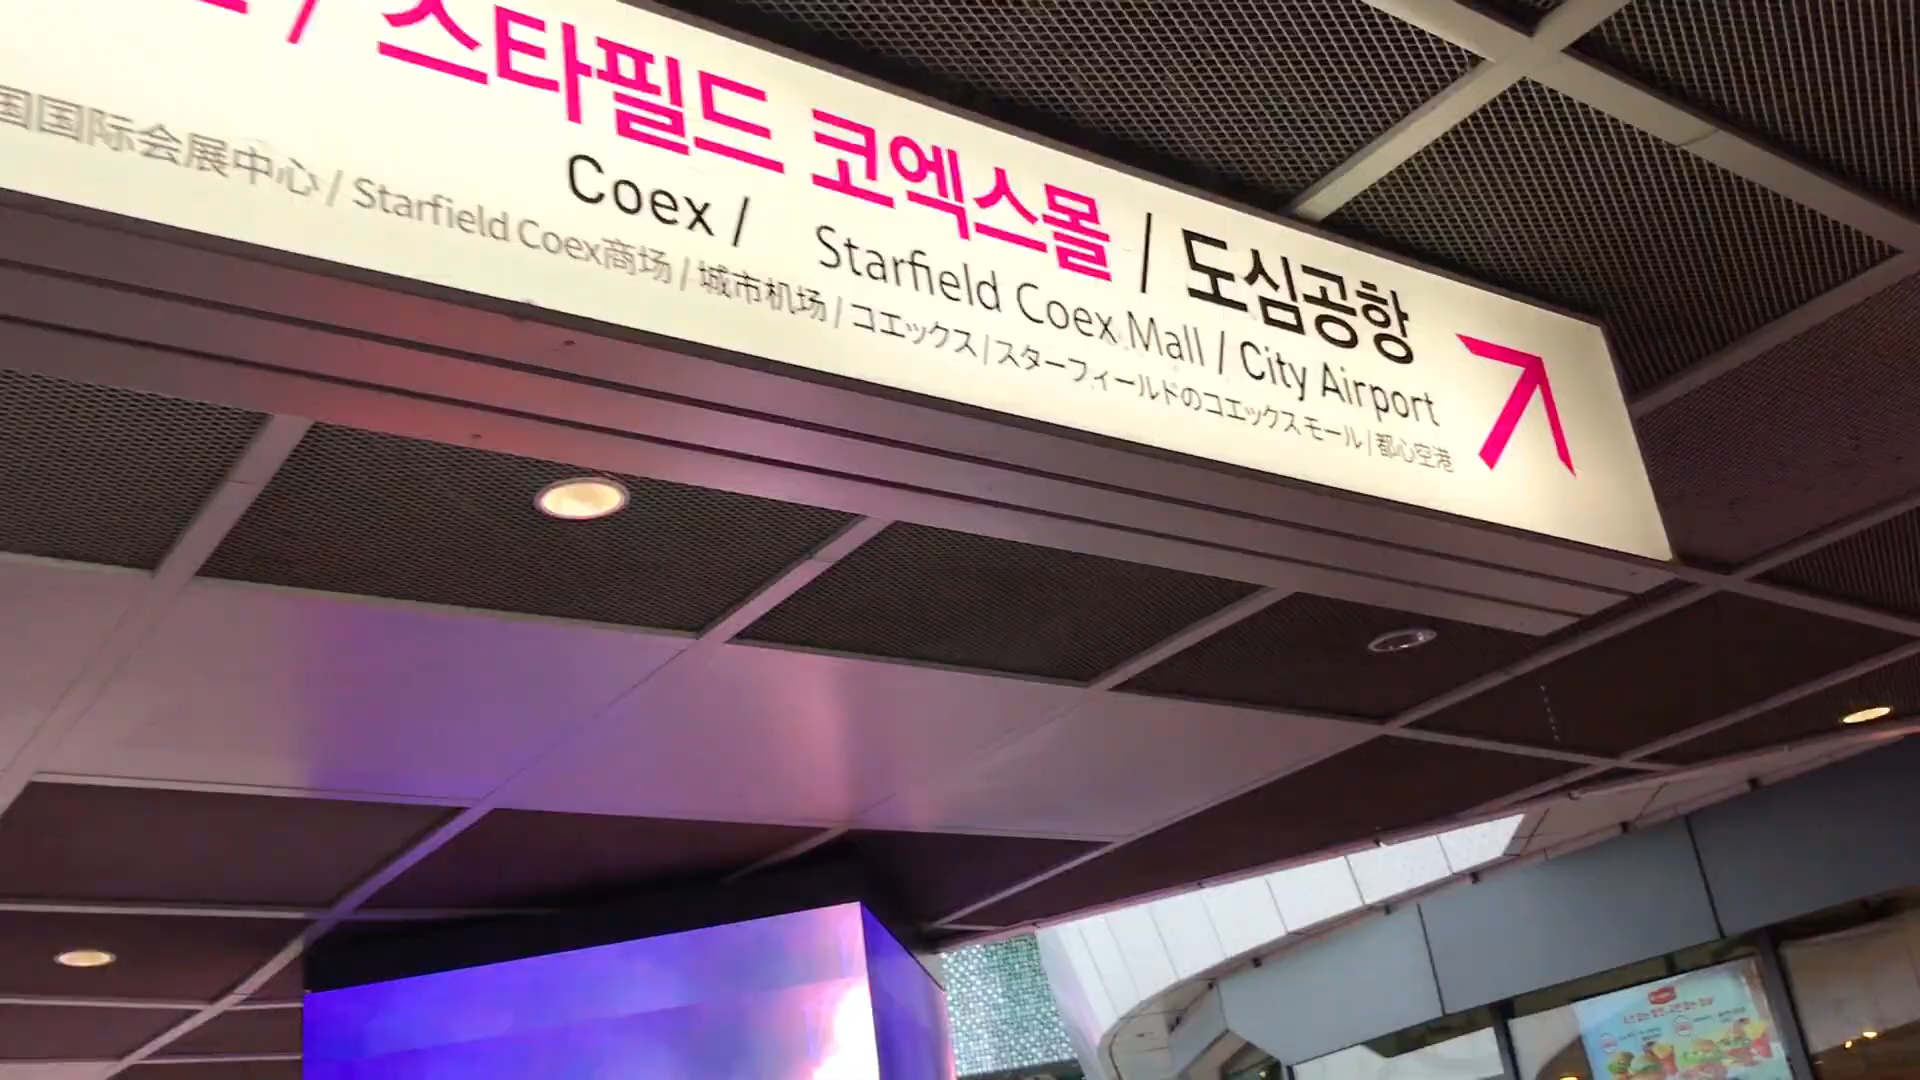 / 스타필드 코엑스몰 / 도심공항
Coex / Starfield Coex Mall / City Airport
国国际会展中心 / Starfield Coex商场 / 城市机场 / コエックス / スターフィールドのコエックスモール / 都心空港